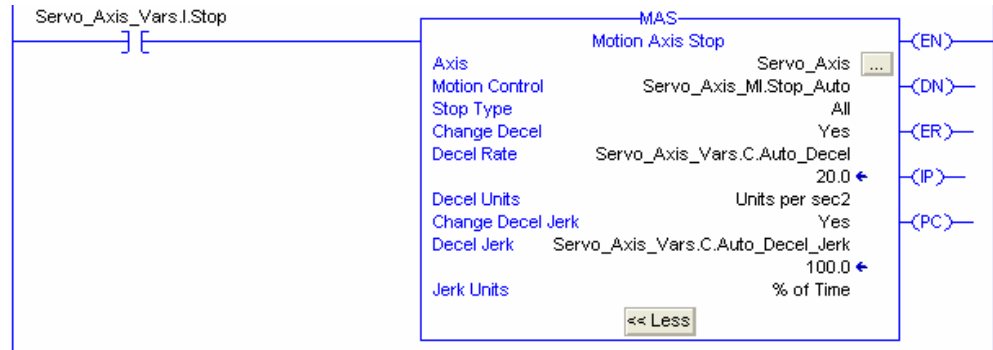 Servo_Axis_Vars.I.Stop
MAS
Motion Axis Stop
(EN)
Axis Servo_Axis ...
Motion Control Servo_Axis_MI.Stop_Auto
(DN)
Stop Type All
Change Decel Yes
(ER)
Decel Rate Servo_Axis_Vars.C.Auto_Decel
20.0
(IP)
Decel Units Units per sec2
Change Decel Jerk Yes
(PC)
Decel Jerk Servo_Axis_Vars.C.Auto_Decel_Jerk
100.0
Jerk Units % of Time
<< Less